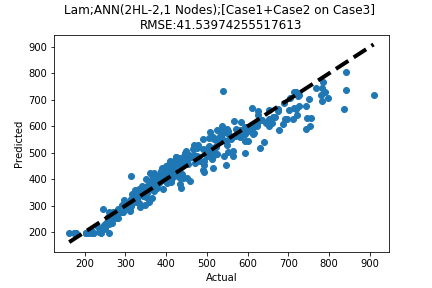 Lam;ANN(2HL-2,1 Nodes);[Case1+Case2 on Case3]
RMSE:41.53974255517613
900
800
700
600
500
400
300
200
Predicted
200 300 400 500 600 700 800 900
Actual